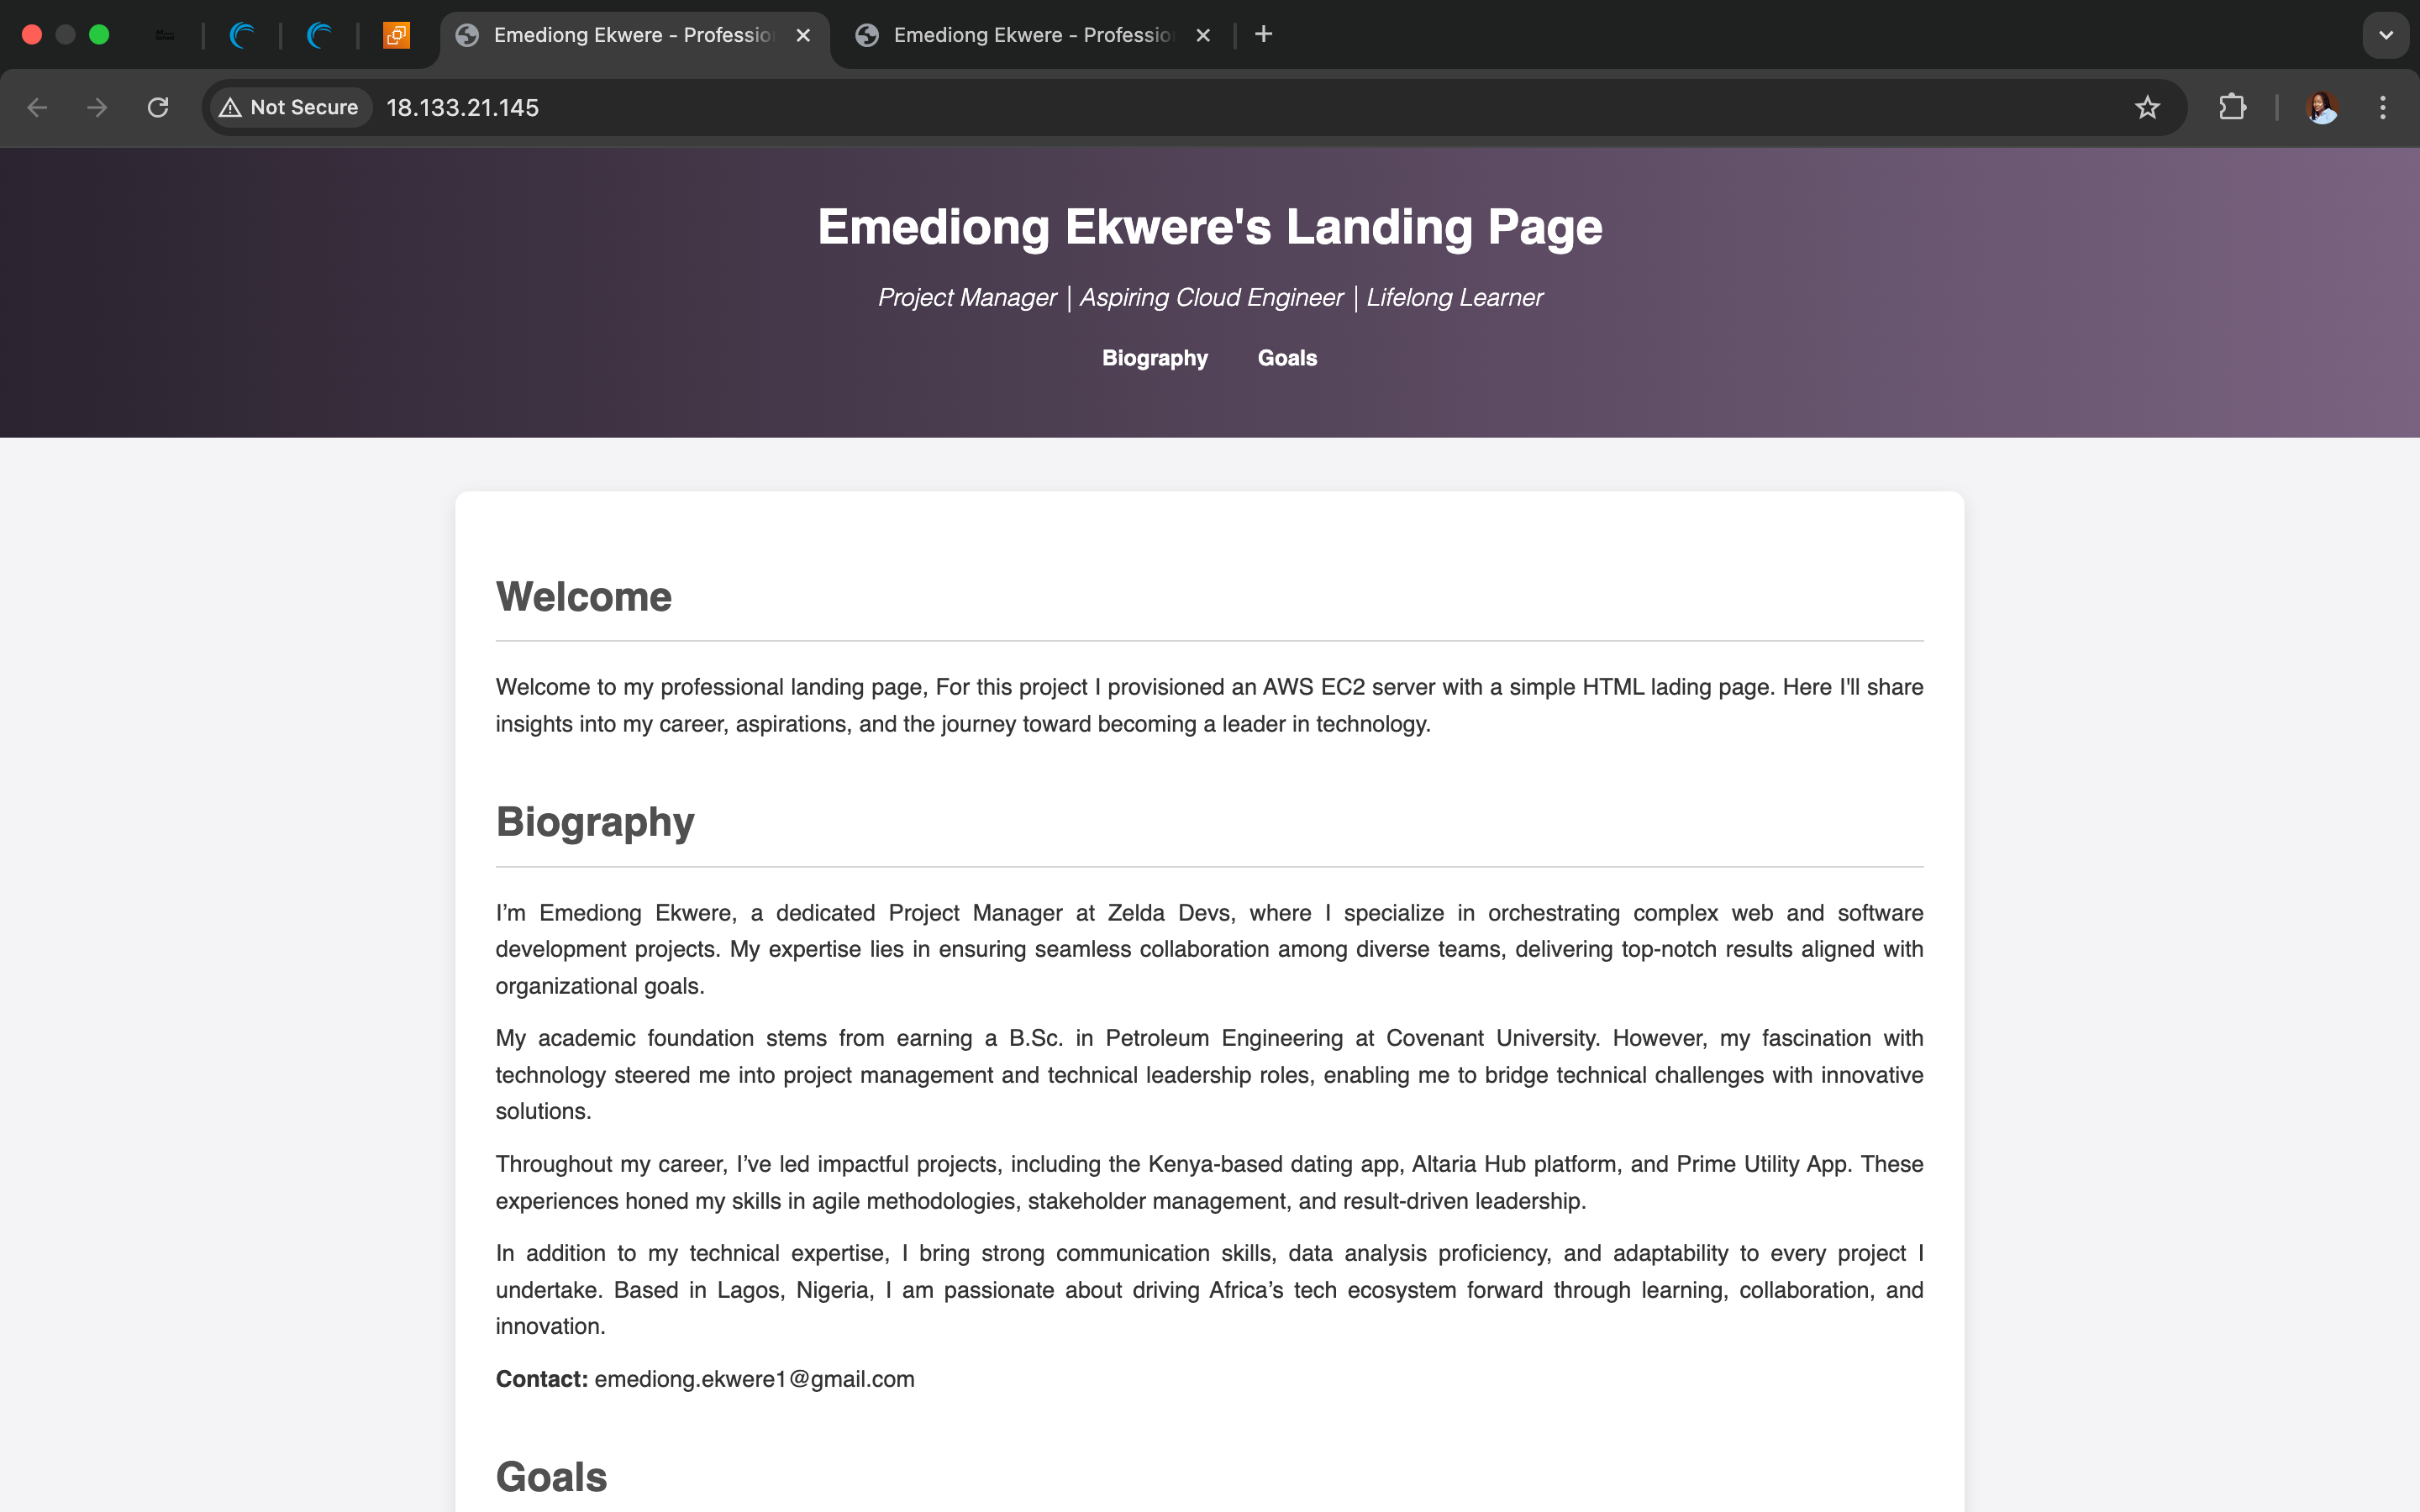 Emediong Ekwere - Professio
Emediong Ekwere - Professio
Not Secure
18.133.21.145
Emediong Ekwere's Landing Page
Project Manager | Aspiring Cloud Engineer | Lifelong Learner
Biography
Goals
Welcome
Welcome to my professional landing page, For this project I provisioned an AWS EC2 server with a simple HTML lading page. Here I'll share
insights into my career, aspirations, and the journey toward becoming a leader in technology.
Biography
I’m Emediong Ekwere, a dedicated Project Manager at Zelda Devs, where I specialize in orchestrating complex web and software
development projects. My expertise lies in ensuring seamless collaboration among diverse teams, delivering top-notch results aligned with
organizational goals.
My academic foundation stems from earning a B.Sc. in Petroleum Engineering at Covenant University. However, my fascination with
technology steered me into project management and technical leadership roles, enabling me to bridge technical challenges with innovative
solutions.
Throughout my career, I’ve led impactful projects, including the Kenya-based dating app, Altaria Hub platform, and Prime Utility App. These
experiences honed my skills in agile methodologies, stakeholder management, and result-driven leadership.
In addition to my technical expertise, I bring strong communication skills, data analysis proficiency, and adaptability to every project I
undertake. Based in Lagos, Nigeria, I am passionate about driving Africa’s tech ecosystem forward through learning, collaboration, and
innovation.
Contact: emediong.ekwere1@gmail.com
Goals